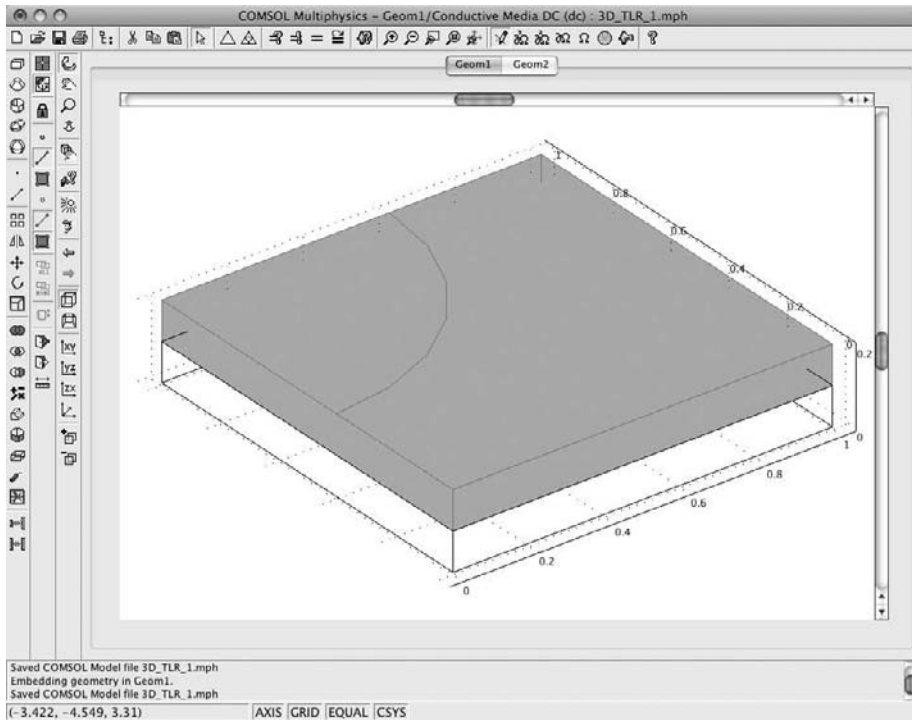 COMSOL Multiphysics – Geom1/Conductive Media DC (dc) : 3D_TLR_1.mph
Geom1 Geom2
1
0.8
0.6
0.4
0.2
0
0.2
0
1
0.8
0.6
0.4
0.2
0
XY
YZ
ZX
Saved COMSOL Model file 3D_TLR_1.mph
Embedding geometry in Geom1.
Saved COMSOL Model file 3D_TLR_1.mph
(-3.422, -4.549, 3.31) AXIS GRID EQUAL CSYS